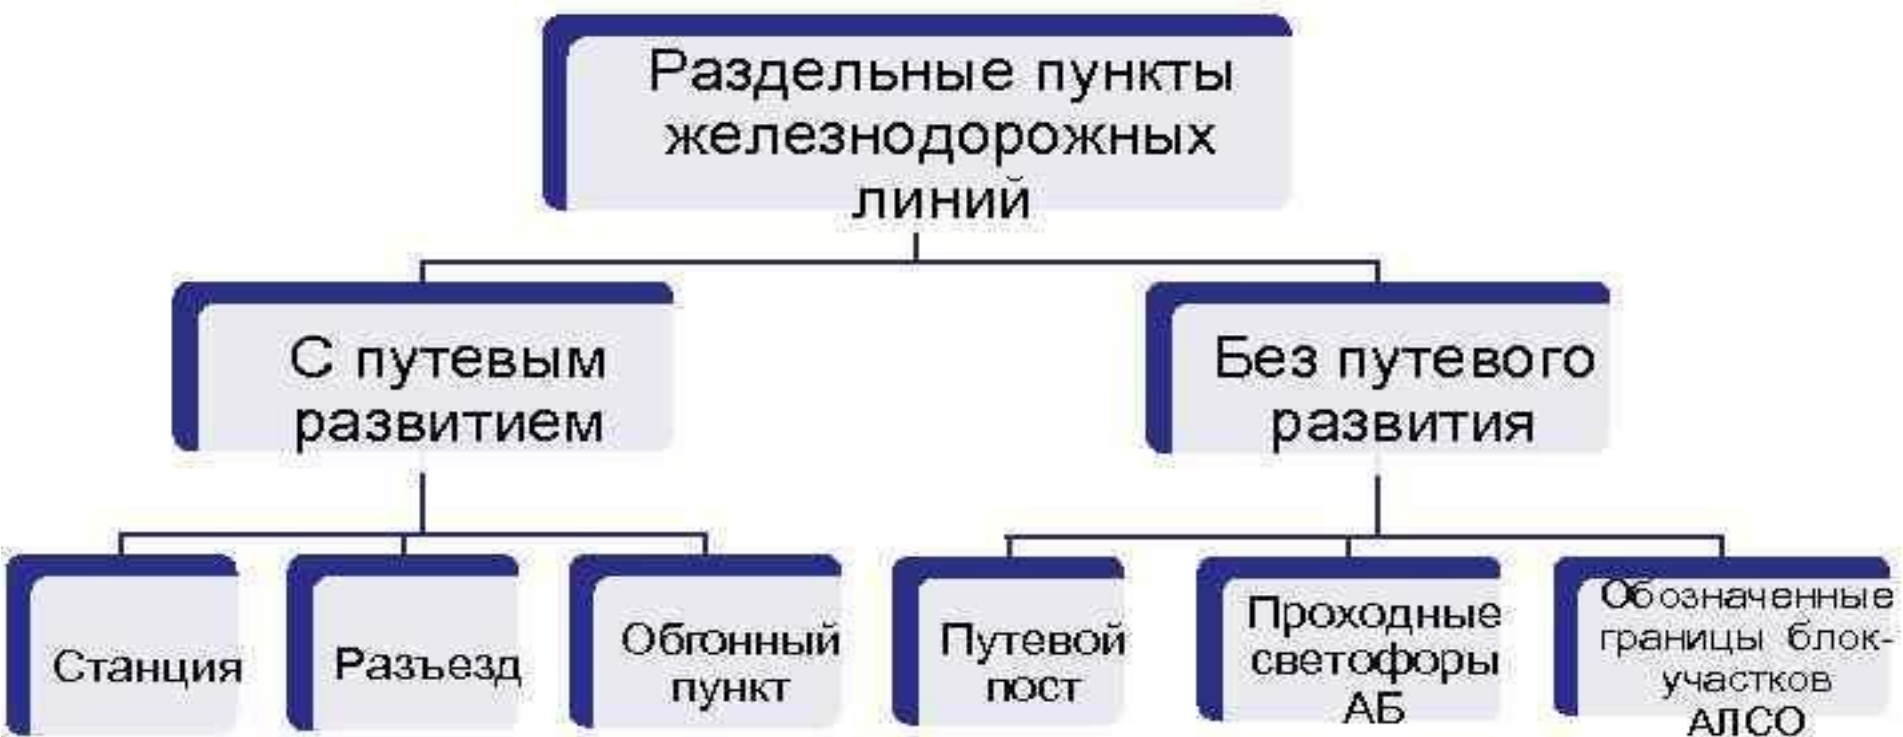 Раздельные пункты
железнодорожных
линий
С путевым
развитием
Без путевого
развития
Станция
Разъезд
Обгонный
пункт
Путевой
пост
Проходные
светофоры
АБ
Обозначенные
границы блок-
участков
АЛСО